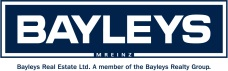 BAYLEYS
MREINZ
Bayleys Real Estate Ltd. A member of the Bayleys Realty Group.